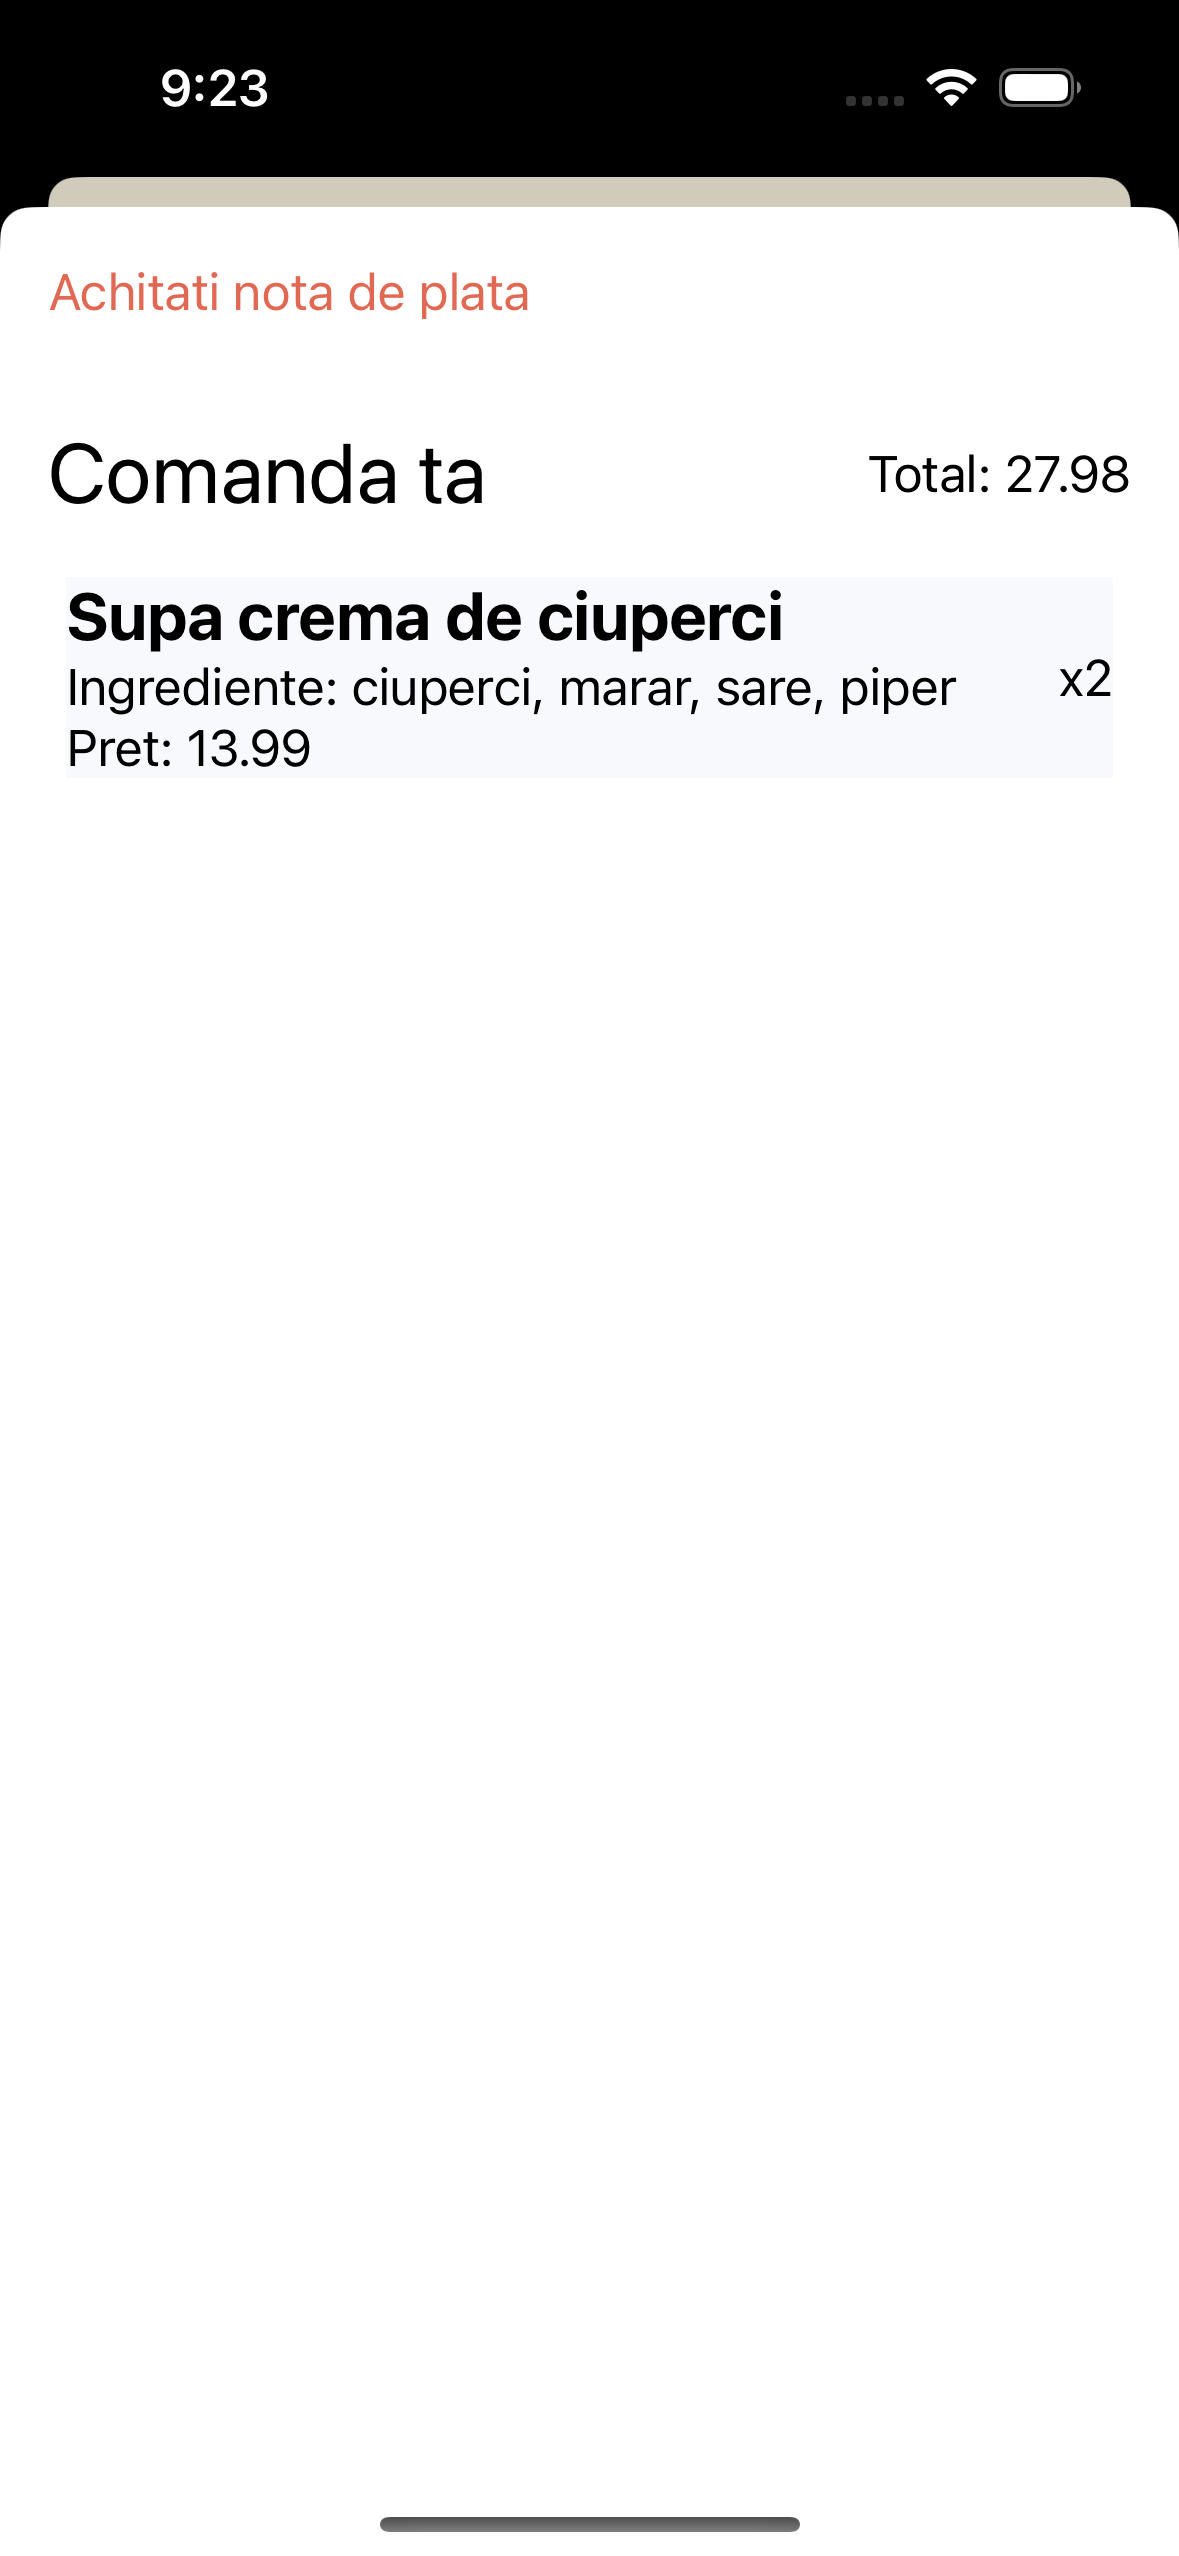 9:23
Achitati nota de plata
Comanda ta
Total: 27.98
Supa crema de ciuperci
Ingrediente: ciuperci, marar, sare, piper
x2
Pret: 13.99